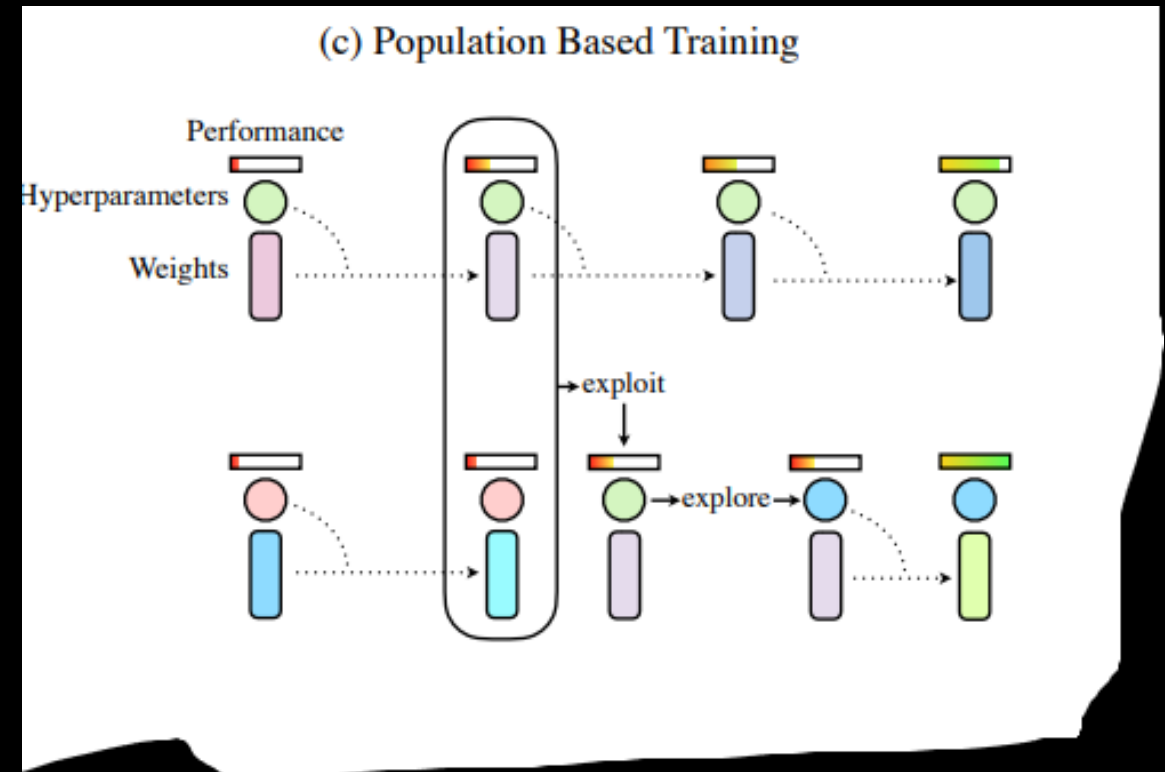 (c) Population Based Training
Performance
Hyperparameters
Weights
exploit
explore